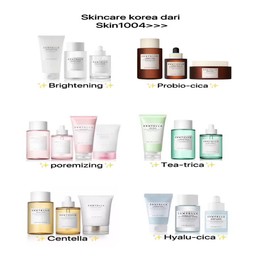 Skincare korea dari
Skin1004>>>
✨Brightening✨
✨Probio-cica✨
✨poremizing✨
✨Tea-trica✨
✨Centella✨
✨Hyalu-cica✨